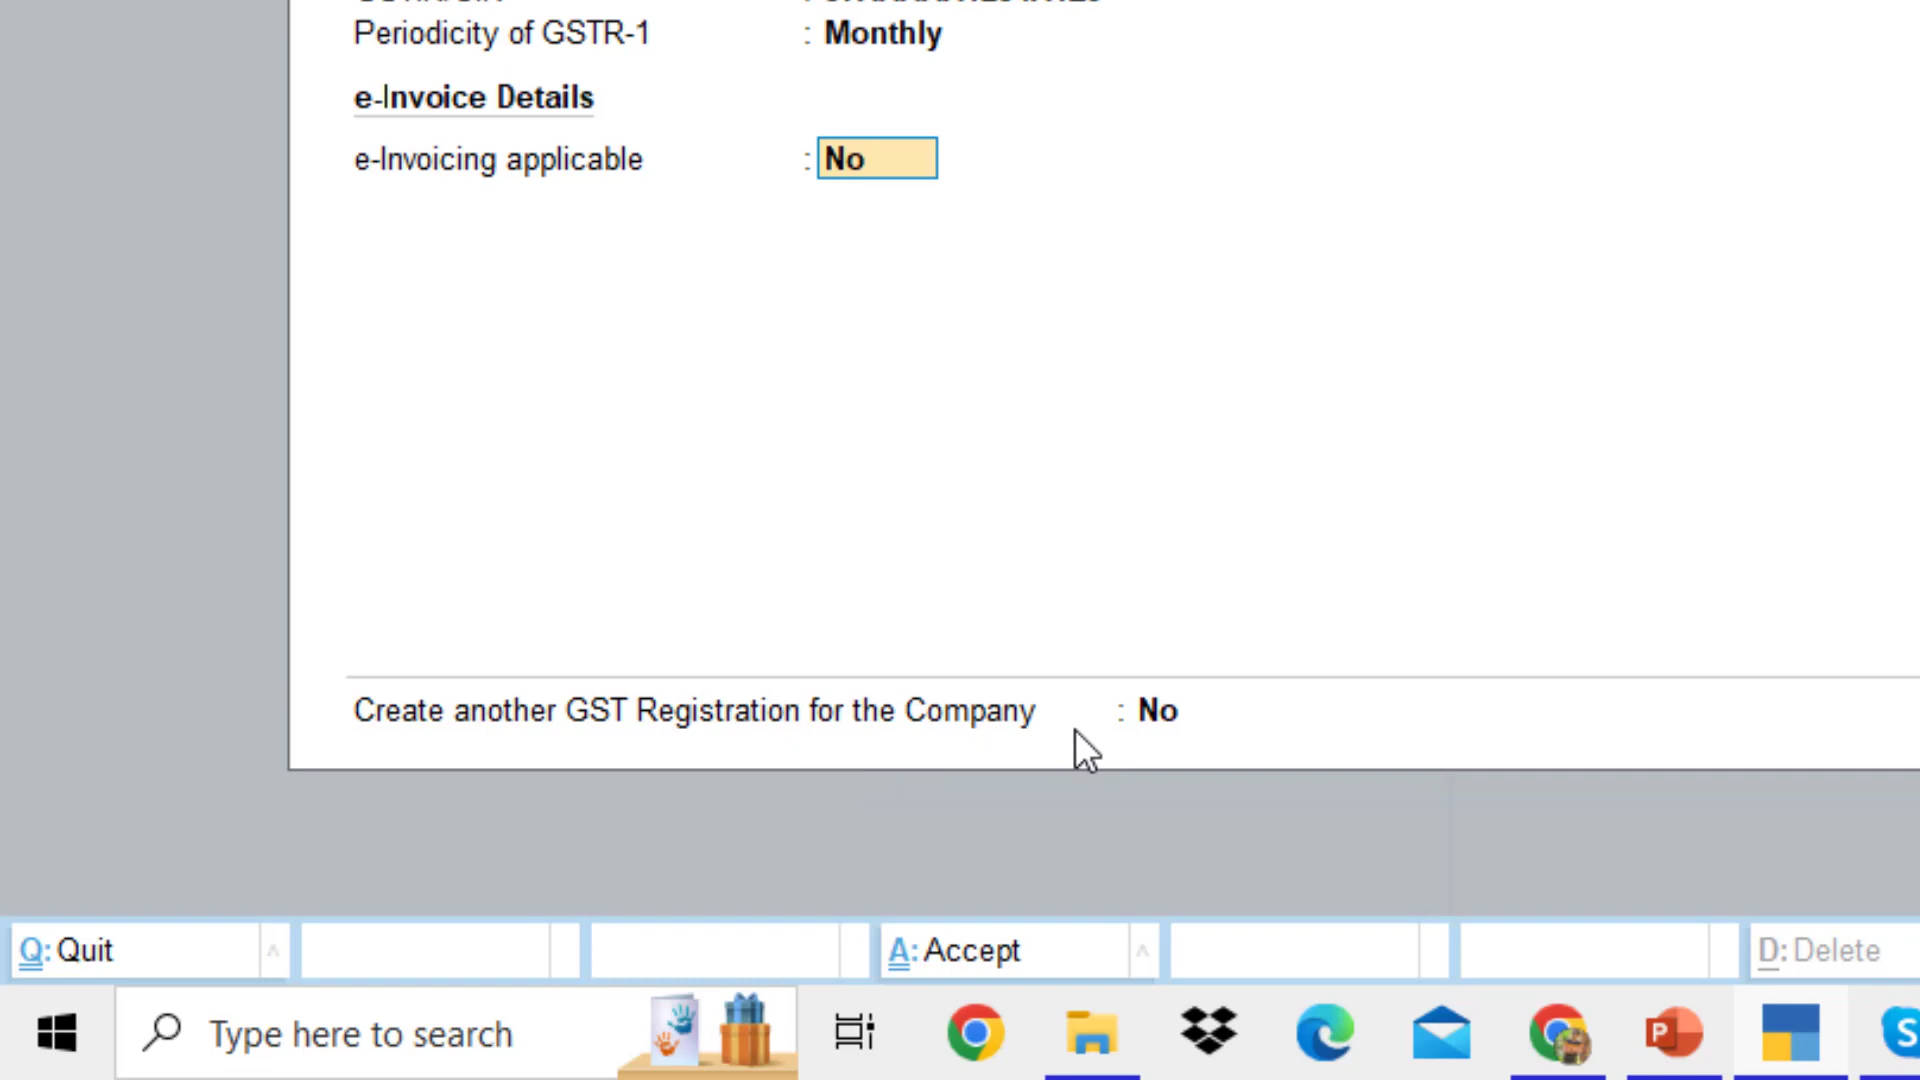 Periodicity of GSTR-1 : Monthly
e-Invoice Details
e-Invoicing applicable : No
Create another GST Registration for the Company : No
Q: Quit
A: Accept
D: Delete
Type here to search